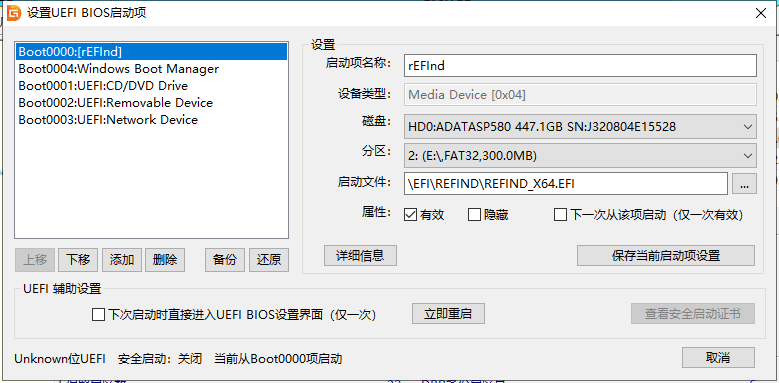 设置UEFI BIOS启动项
Boot0000:[rEFInd]
Boot0004:Windows Boot Manager
Boot0001:UEFI:CD/DVD Drive
Boot0002:UEFI:Removable Device
Boot0003:UEFI:Network Device
上移 下移 添加 删除 备份 还原
设置
启动项名称: rEFInd
设备类型: Media Device [0x04]
磁盘: HD0:ADATASP580 447.1GB SN:J320804E15528
分区: 2: (E:\,FAT32,300.0MB)
启动文件: \EFI\REFIND\REFIND_X64.EFI ...
属性: 有效 隐藏 下一次从该项启动（仅一次有效）
详细信息 保存当前启动项设置
UEFI 辅助设置
下次启动时直接进入UEFI BIOS设置界面（仅一次） 立即重启 查看安全启动证书
Unknown位UEFI 安全启动：关闭 当前从Boot0000项启动 取消